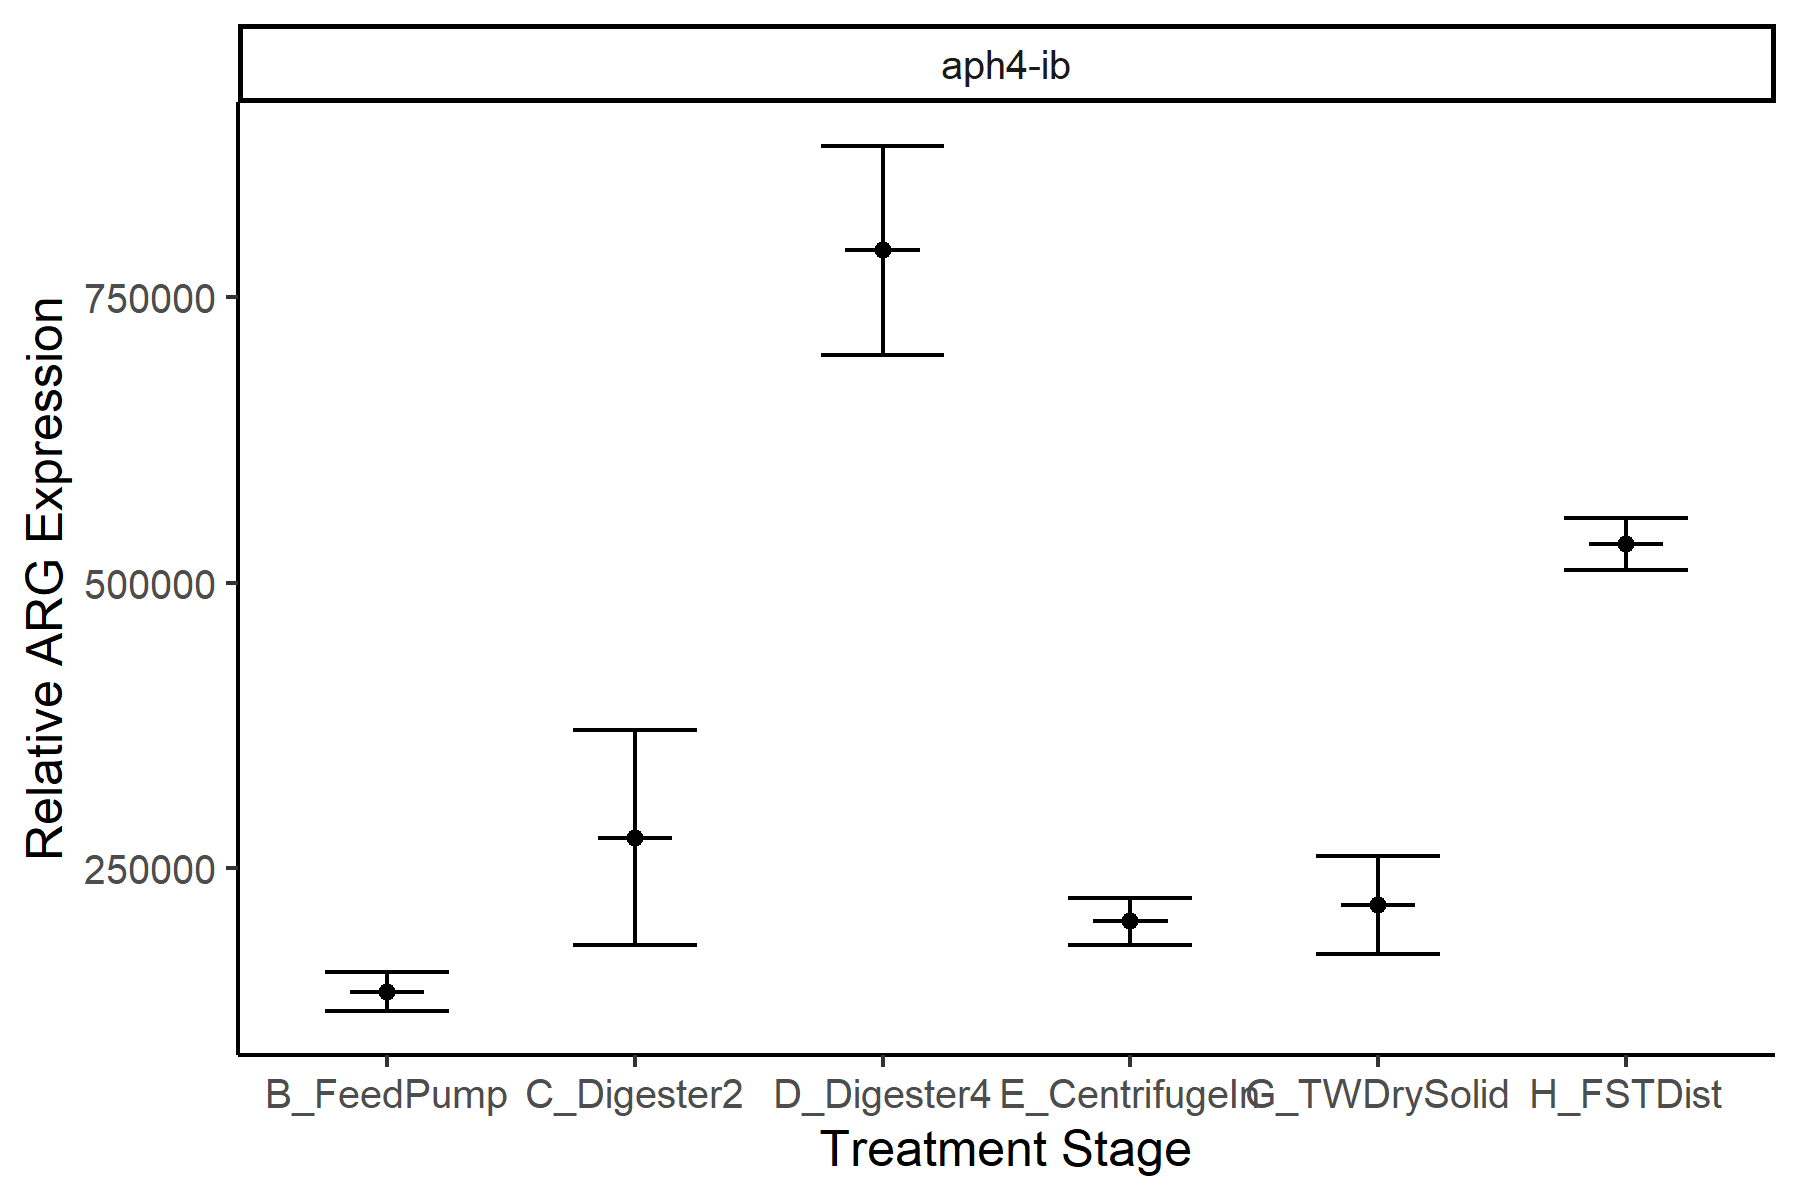 aph4-ib
Relative ARG Expression
750000
500000
250000
B_FeedPump C_Digester2 D_Digester4 E_CentrifugeIn G_TWDrySolid H_FSTDist
Treatment Stage